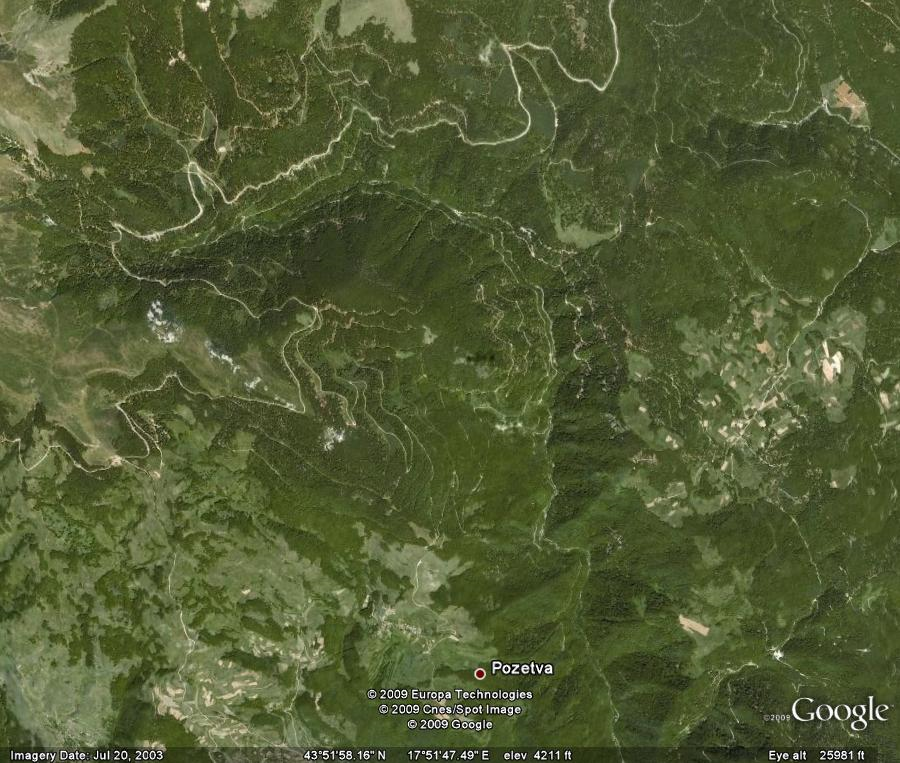 Pozetva
© 2009 Europa Technologies
© 2009 Cnes/Spot Image
© 2009 Google
©2009 Google
Imagery Date: Jul 20, 2003 43°51'58.16" N 17°51'47.49" E elev 4211 ft Eye alt 25981 ft